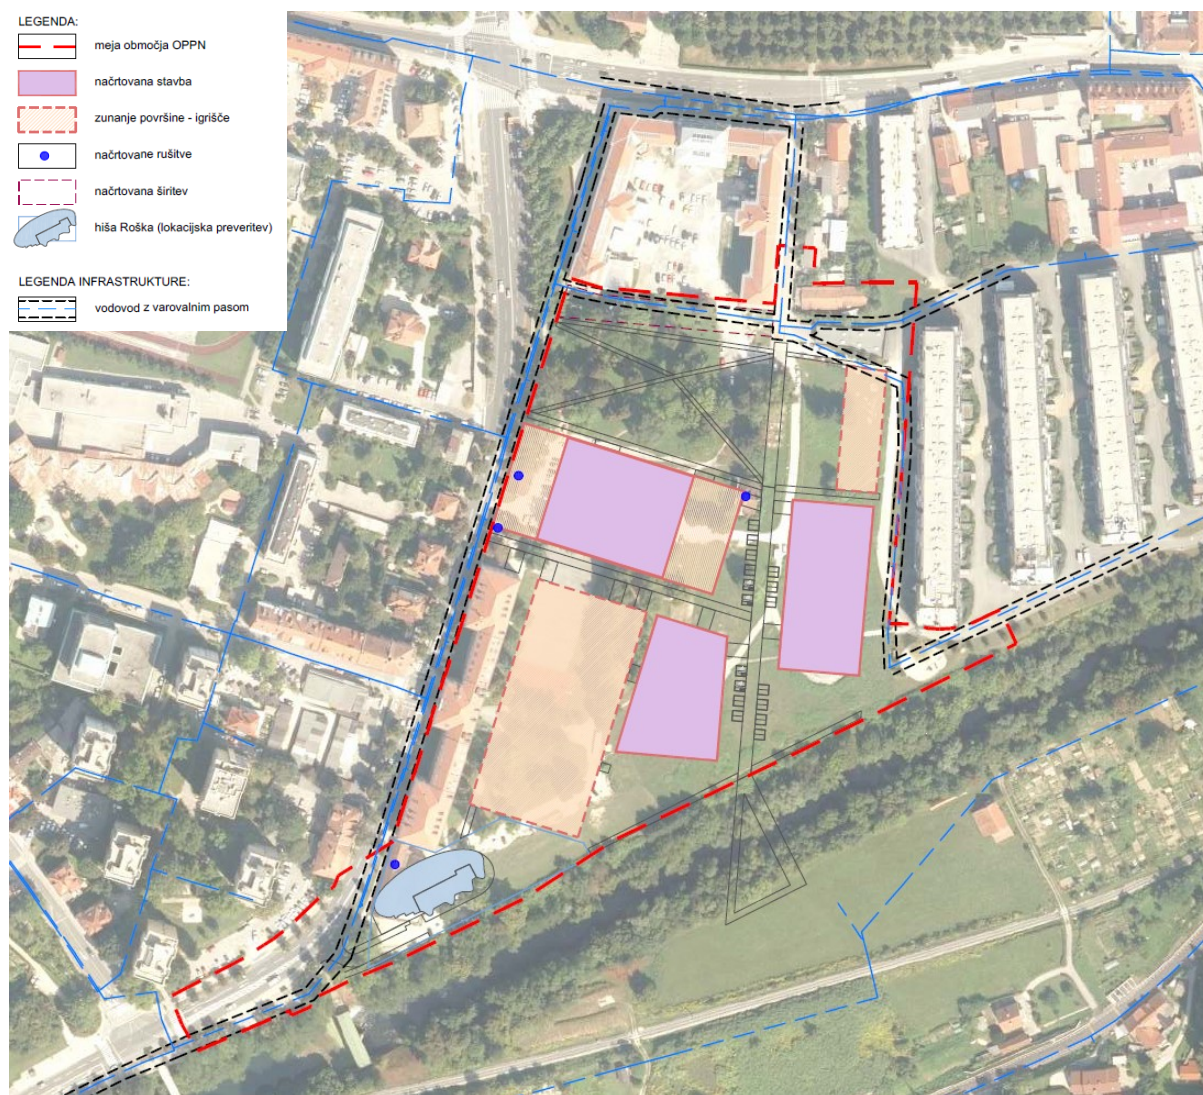 LEGENDA:
meja območja OPPN
načrtovana stavba
zunanje površine - igrišče
načrtovane rušitve
načrtovana širitev
hiša Roška (lokacijska preveritev)
LEGENDA INFRASTRUKTURE:
vodovod z varovalnim pasom